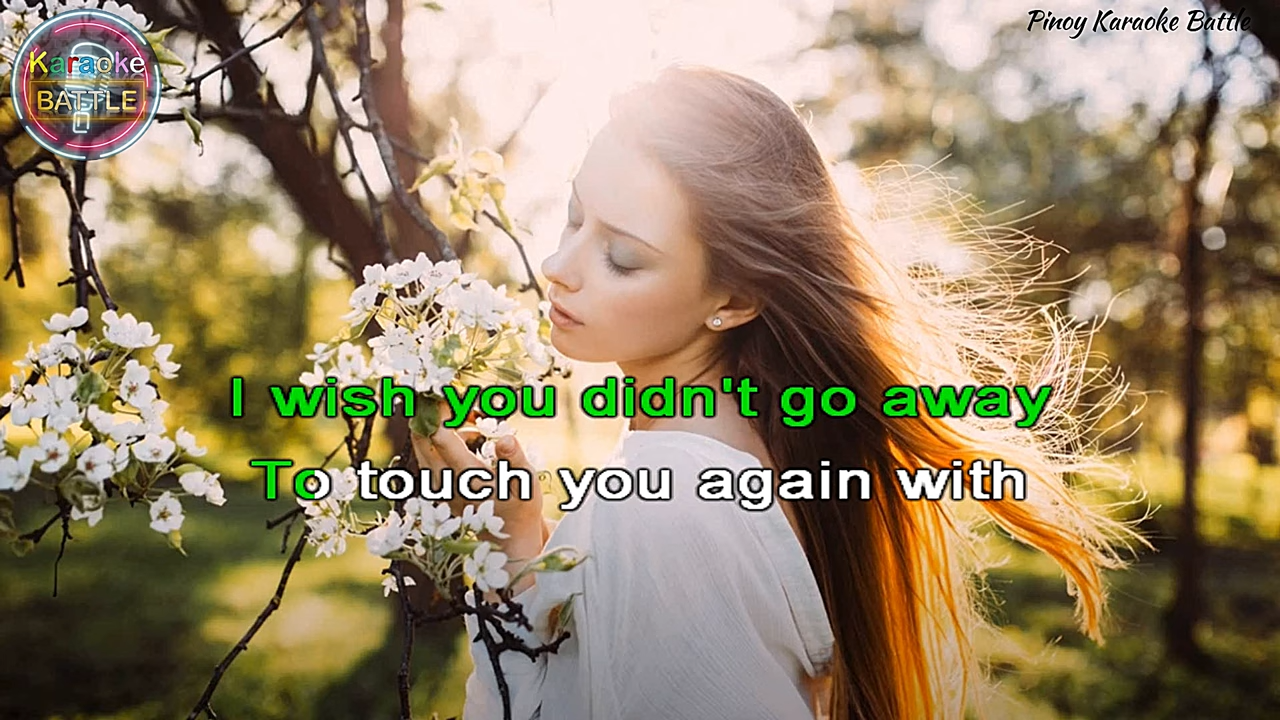 Karaoke
BATTLE
Pinoy Karaoke Battle
I wish you didn't go away
To touch you again with